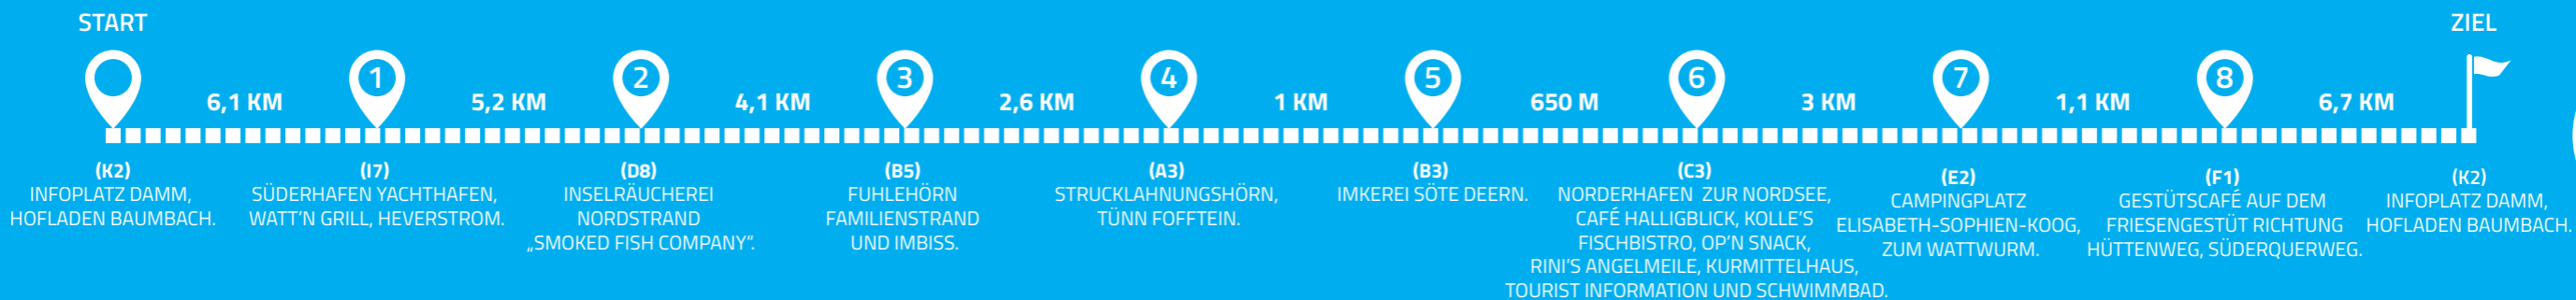 START
6,1 KM
1
5,2 KM
2
4,1 KM
3
2,6 KM
4
1 KM
5
650 M
6
3 KM
7
1,1 KM
8
6,7 KM
ZIEL
(K2)
INFOPLATZ DAMM,
HOFLADEN BAUMBACH.
(I7)
SÜDERHAFEN YACHTHAFEN,
WATT'N GRILL, HEVERSTROM.
(D8)
INSELRÄUCHEREI
NORDSTRAND
„SMOKED FISH COMPANY“.
(B5)
FUHLEHÖRN
FAMILIENSTRAND
UND IMBISS.
(A3)
STRUCKLAHNUNGSHÖRN,
TÜNN FOFFTEIN.
(B3)
IMKEREI SÖTE DEERN.
(C3)
NORDERHAFEN ZUR NORDSEE,
CAFÉ HALLIGBLICK, KOLLE'S
FISCHBISTRO, OP'N SNACK,
RINI'S ANGELMEILE, KURMITTELHAUS,
TOURIST INFORMATION UND SCHWIMMBAD.
(E2)
CAMPINGPLATZ
ELISABETH-SOPHIEN-KOOG,
ZUM WATTWURM.
(F1)
GESTÜTSCAFÉ AUF DEM
FRIESENGESTÜT RICHTUNG
HÜTTENWEG, SÜDERQUERWEG.
(K2)
INFOPLATZ DAMM,
HOFLADEN BAUMBACH.